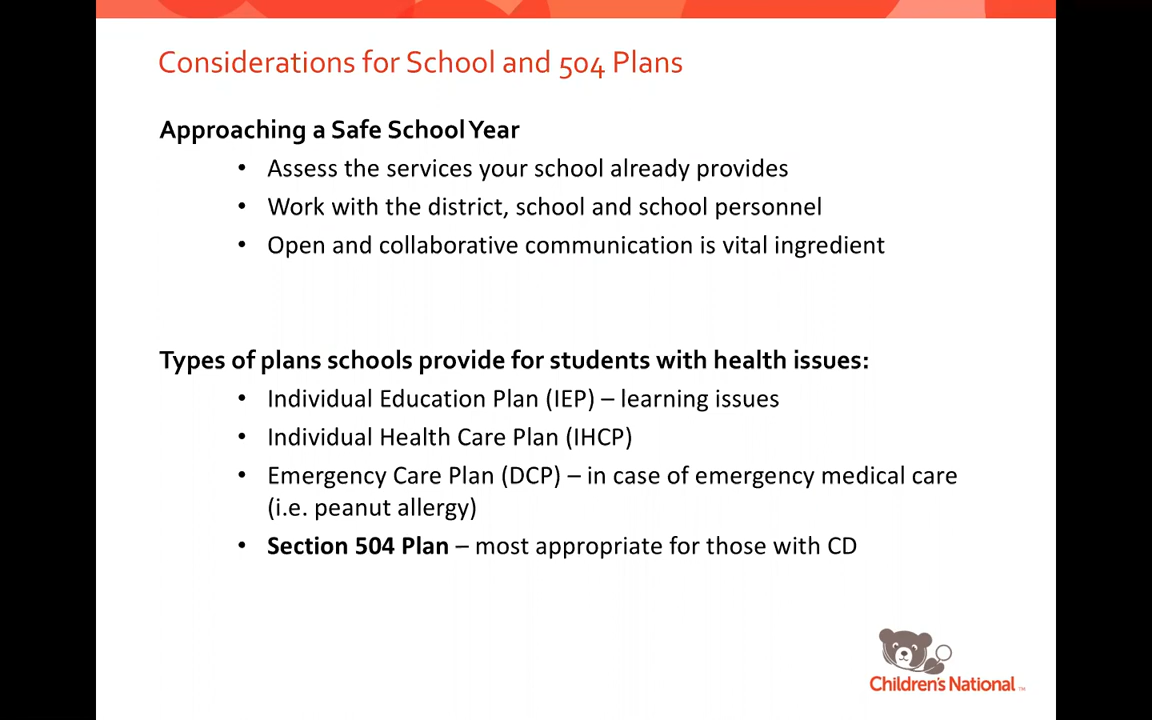 Considerations for School and 504 Plans
Approaching a Safe School Year
• Assess the services your school already provides
• Work with the district, school and school personnel
• Open and collaborative communication is vital ingredient
Types of plans schools provide for students with health issues:
• Individual Education Plan (IEP) – learning issues
• Individual Health Care Plan (IHCP)
• Emergency Care Plan (DCP) – in case of emergency medical care
(i.e. peanut allergy)
• Section 504 Plan – most appropriate for those with CD
Children's National ™